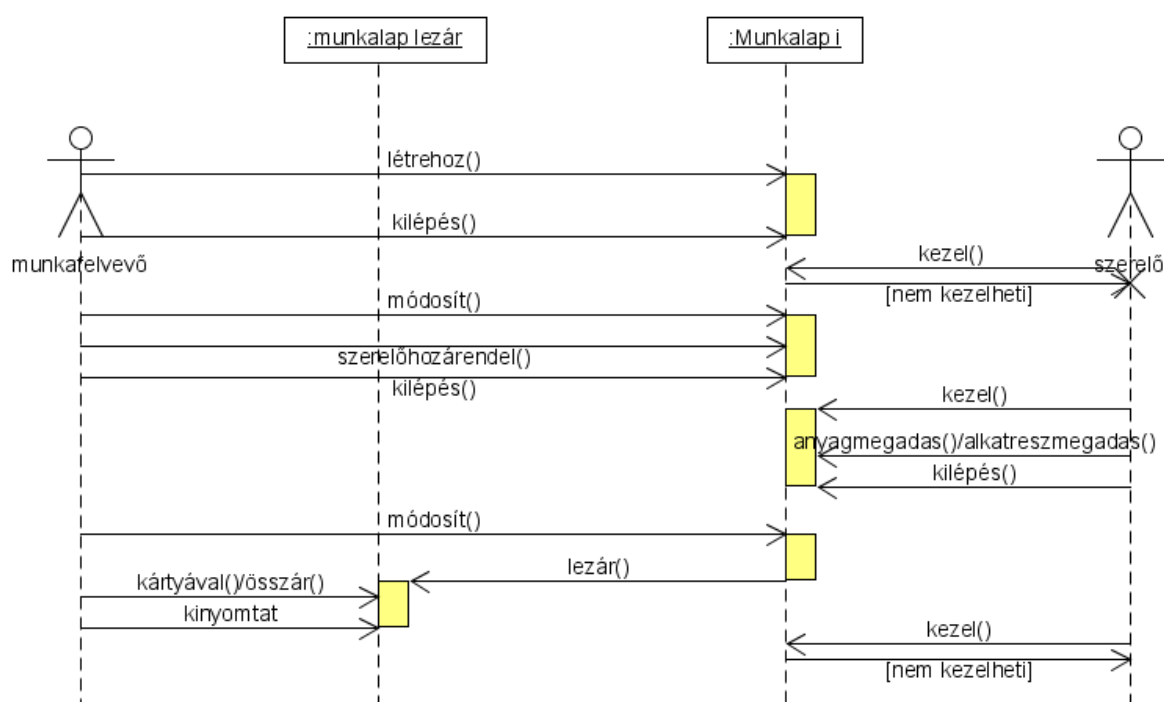 :munkalap lezár
:Munkalap i
létrehoz()
kilépés()
munkafelvevő
szerelő
kezel()
[nem kezelheti]
módosít()
szerelőhozárendel()
kilépés()
kezel()
anyagmegadas()/alkatreszmegadas()
kilépés()
módosít()
lezár()
kártyával()/összár()
kinyomtat
kezel()
[nem kezelheti]